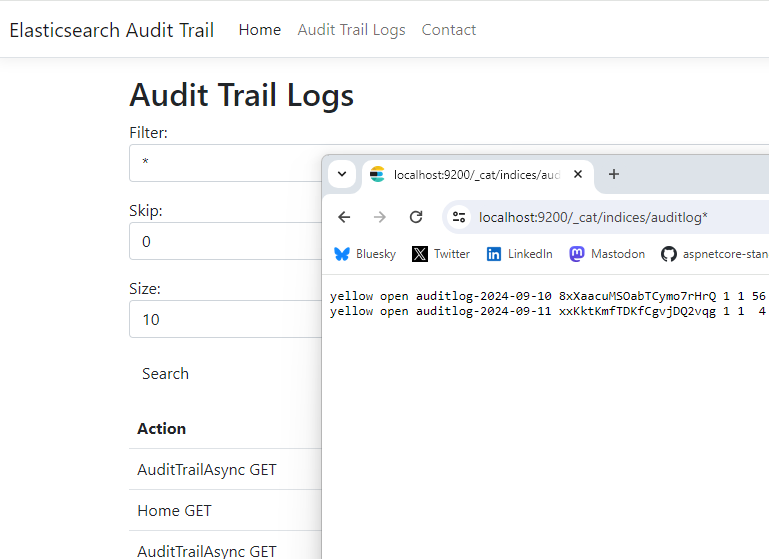 Elasticsearch Audit Trail Home Audit Trail Logs Contact
Audit Trail Logs
Filter:
*
Skip:
0
Size:
10
Search
Action
AuditTrailAsync GET
Home GET
AuditTrailAsync GET
localhost:9200/_cat/indices/aud
localhost:9200/_cat/indices/auditlog*
Bluesky Twitter LinkedIn Mastodon aspnetcore-stan
yellow open auditlog-2024-09-10 8xXaacuMSOabTCymo7rHrQ 1 1 56
yellow open auditlog-2024-09-11 xxKktKmfTDKfCgvjDQ2vqg 1 1 4